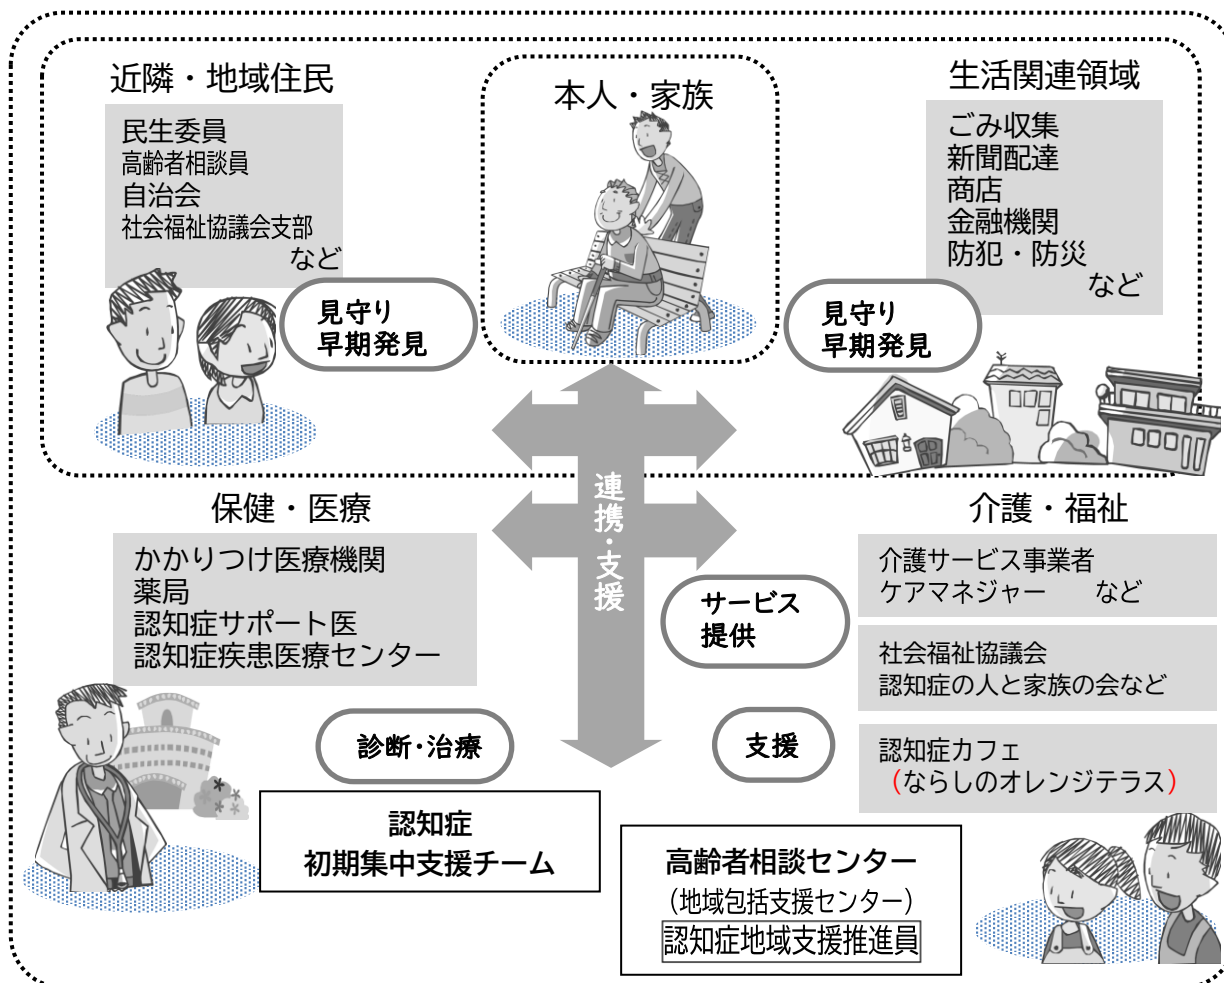 近隣・地域住民
民生委員
高齢者相談員
自治会
社会福祉協議会支部
など
見守り
早期発見
本人・家族
生活関連領域
ごみ収集
新聞配達
商店
金融機関
防犯・防災
など
見守り
早期発見
連携・支援
保健・医療
かかりつけ医療機関
薬局
認知症サポート医
認知症疾患医療センター
診断・治療
認知症
初期集中支援チーム
介護・福祉
介護サービス事業者
ケアマネジャー　など
サービス
提供
社会福祉協議会
認知症の人と家族の会など
支援
認知症カフェ
（ならしのオレンジテラス）
高齢者相談センター
（地域包括支援センター）
認知症地域支援推進員